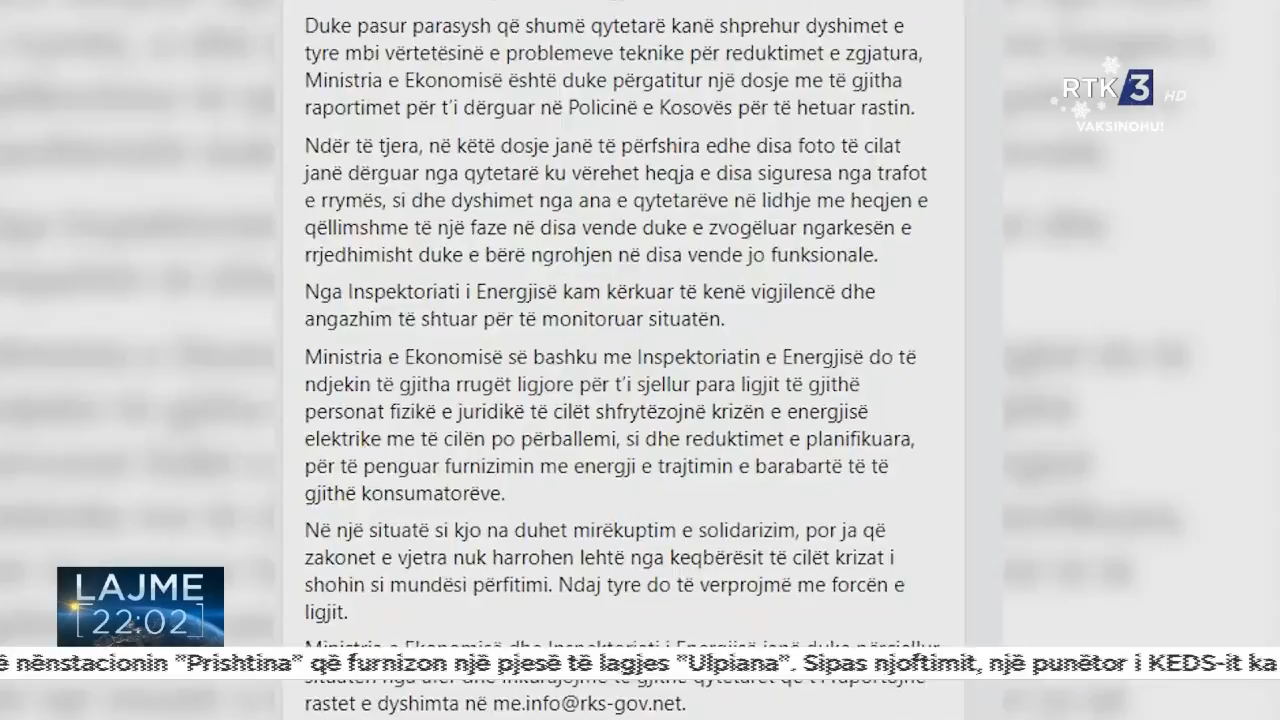 Duke pasur parasysh që shumë qytetarë kanë shprehur dyshimet e
tyre mbi vërtetësinë e problemeve teknike për reduktimet e zgjatura,
Ministria e Ekonomisë është duke përgatitur një dosje me të gjitha
raportimet për t'i dërguar në Policinë e Kosovës për të hetuar rastin.
Ndër të tjera, në këtë dosje janë të përfshira edhe disa foto të cilat
janë dërguar nga qytetarë ku vërehet heqja e disa siguresa nga trafot
e rrymës, si dhe dyshimet nga ana e qytetarëve në lidhje me heqjen e
qëllimshme të një faze në disa vende duke e zvogëluar ngarkesën e
rrjedhimisht duke e bërë ngrohjen në disa vende jo funksionale.
Nga Inspektoriati i Energjisë kam kërkuar të kenë vigjilencë dhe
angazhim të shtuar për të monitoruar situatën.
Ministria e Ekonomisë së bashku me Inspektoriatin e Energjisë do të
ndjekin të gjitha rrugët ligjore për t'i sjellur para ligjit të gjithë
personat fizikë e juridikë të cilët shfrytëzojnë krizën e energjisë
elektrike me të cilën po përballemi, si dhe reduktimet e planifikuara,
për të penguar furnizimin me energji e trajtimin e barabartë të të
gjithë konsumatorëve.
Në një situatë si kjo na duhet mirëkuptim e solidarizim, por ja që
zakonet e vjetra nuk harrohen lehtë nga keqbërësit të cilët krizat i
shohin si mundësi përfitimi. Ndaj tyre do të verprojmë me forcën e
ligjit.
rastet e dyshimta në me.info@rks-gov.net.
RTK 3 HD
VAKSINOHU!
LAJME
22:02
ë nënstacionin "Prishtina" që furnizon një pjesë të lagjes "Ulpiana". Sipas njoftimit, një punëtor i KEDS-it ka